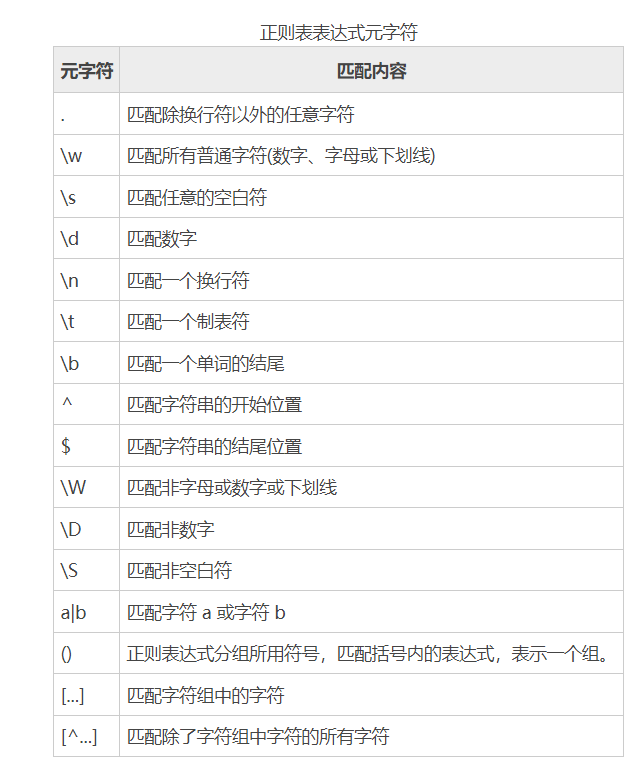 正则表表达式元字符
元字符 匹配内容
. 匹配除换行符以外的任意字符
\w 匹配所有普通字符(数字、字母或下划线)
\s 匹配任意的空白符
\d 匹配数字
\n 匹配一个换行符
\t 匹配一个制表符
\b 匹配一个单词的结尾
^ 匹配字符串的开始位置
$ 匹配字符串的结尾位置
\W 匹配非字母或数字或下划线
\D 匹配非数字
\S 匹配非空白符
a|b 匹配字符 a 或字符 b
() 正则表达式分组所用符号，匹配括号内的表达式，表示一个组。
[...] 匹配字符组中的字符
[^...] 匹配除了字符组中字符的所有字符